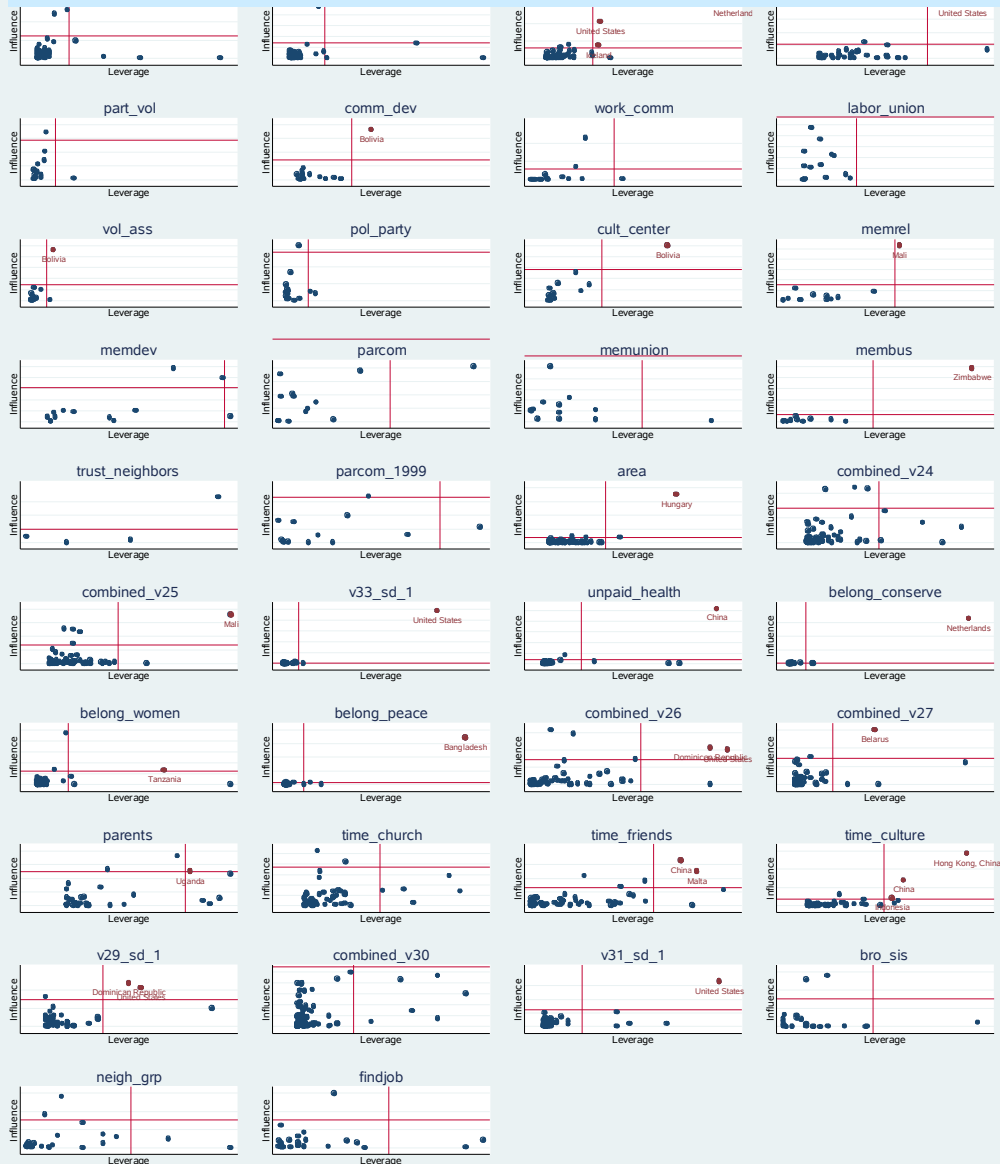 Influence
Leverage
Influence
Leverage
Influence
Netherland
United States
Iceland
Leverage
Influence
United States
Leverage
part_vol
Influence
Leverage
comm_dev
Influence
Bolivia
Leverage
work_comm
Influence
Leverage
labor_union
Influence
Leverage
vol_ass
Influence
Bolivia
Leverage
pol_party
Influence
Leverage
cult_center
Influence
Bolivia
Leverage
memrel
Influence
Mali
Leverage
memdev
Influence
Leverage
parcom
Influence
Leverage
memunion
Influence
Leverage
membus
Influence
Zimbabwe
Leverage
trust_neighbors
Influence
Leverage
parcom_1999
Influence
Leverage
area
Influence
Hungary
Leverage
combined_v24
Influence
Leverage
combined_v25
Influence
Mali
Leverage
v33_sd_1
Influence
United States
Leverage
unpaid_health
Influence
China
Leverage
belong_conserve
Influence
Netherlands
Leverage
belong_women
Influence
Tanzania
Leverage
belong_peace
Influence
Bangladesh
Leverage
combined_v26
Influence
Dominican Republic
United States
Leverage
combined_v27
Influence
Belarus
Leverage
parents
Influence
Uganda
Leverage
time_church
Influence
Leverage
time_friends
Influence
China
Malta
Leverage
time_culture
Influence
Hong Kong, China
China
Indonesia
Leverage
v29_sd_1
Influence
Dominican Republic
United States
Leverage
combined_v30
Influence
Leverage
v31_sd_1
Influence
United States
Leverage
bro_sis
Influence
Leverage
neigh_grp
Influence
Leverage
findjob
Influence
Leverage